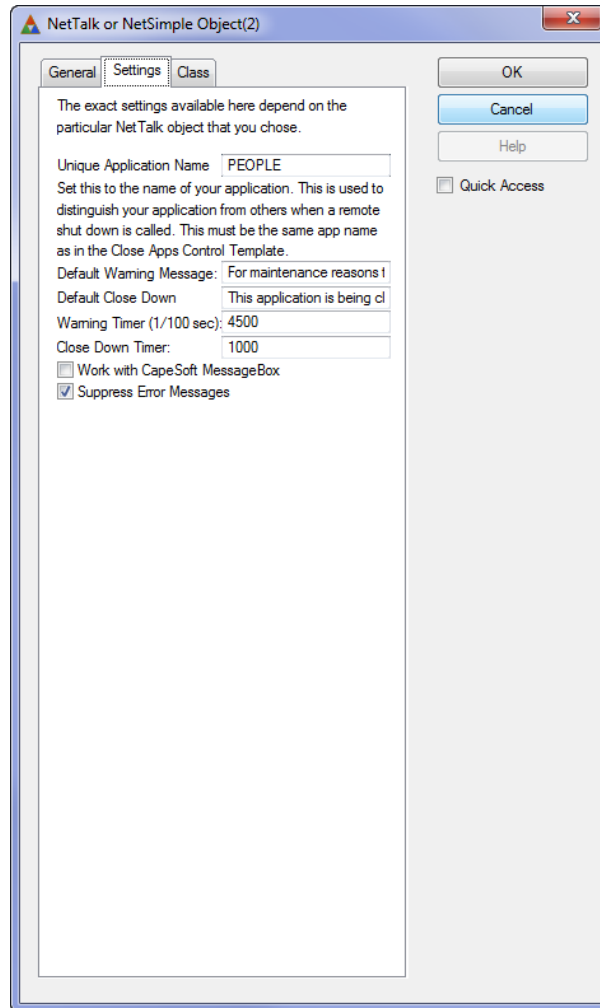 NetTalk or NetSimple Object(2)
General Settings Class
The exact settings available here depend on the
particular NetTalk object that you chose.
Unique Application Name PEOPLE
Set this to the name of your application. This is used to
distinguish your application from others when a remote
shut down is called. This must be the same app name
as in the Close Apps Control Template.
Default Warning Message: For maintenance reasons
Default Close Down This application is being cl
Warning Timer (1/100 sec): 4500
Close Down Timer: 1000
Work with CapeSoft MessageBox
Suppress Error Messages
OK
Cancel
Help
Quick Access